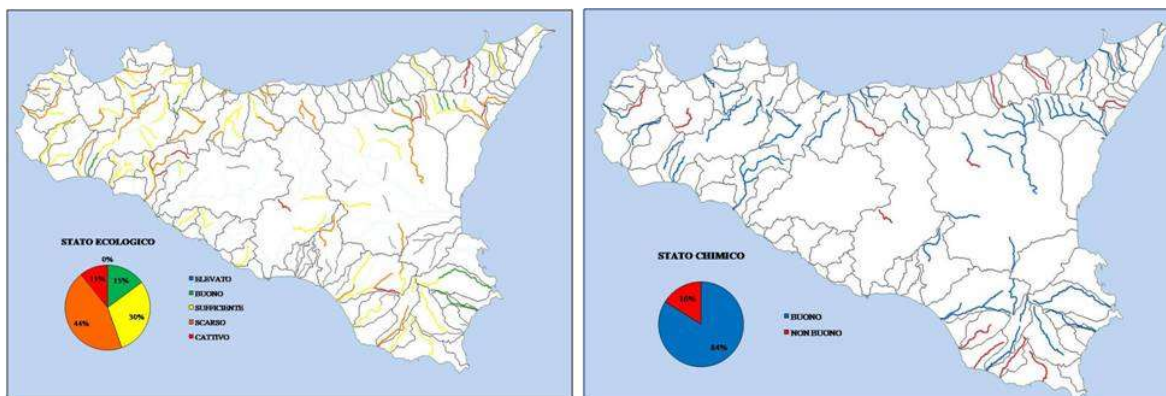 STATO ECOLOGICO
0%
11%
15%
44%
30%
ELEVATO
BUONO
SUFFICIENTE
SCARSO
CATTIVO
STATO CHIMICO
16%
84%
BUONO
NON BUONO